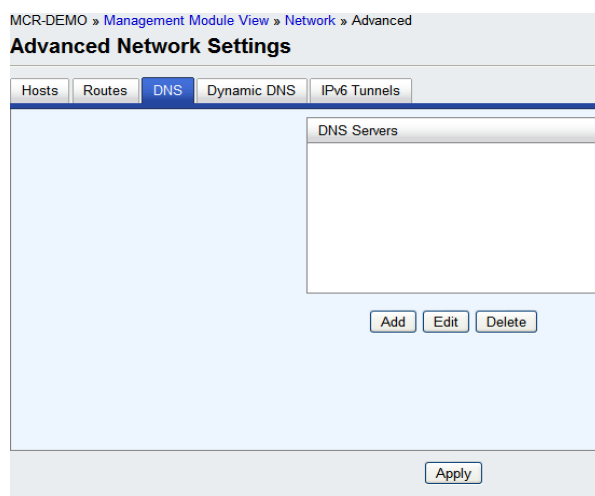 MCR-DEMO » Management Module View » Network » Advanced
Advanced Network Settings
Hosts Routes DNS Dynamic DNS IPv6 Tunnels
DNS Servers
Add Edit Delete
Apply